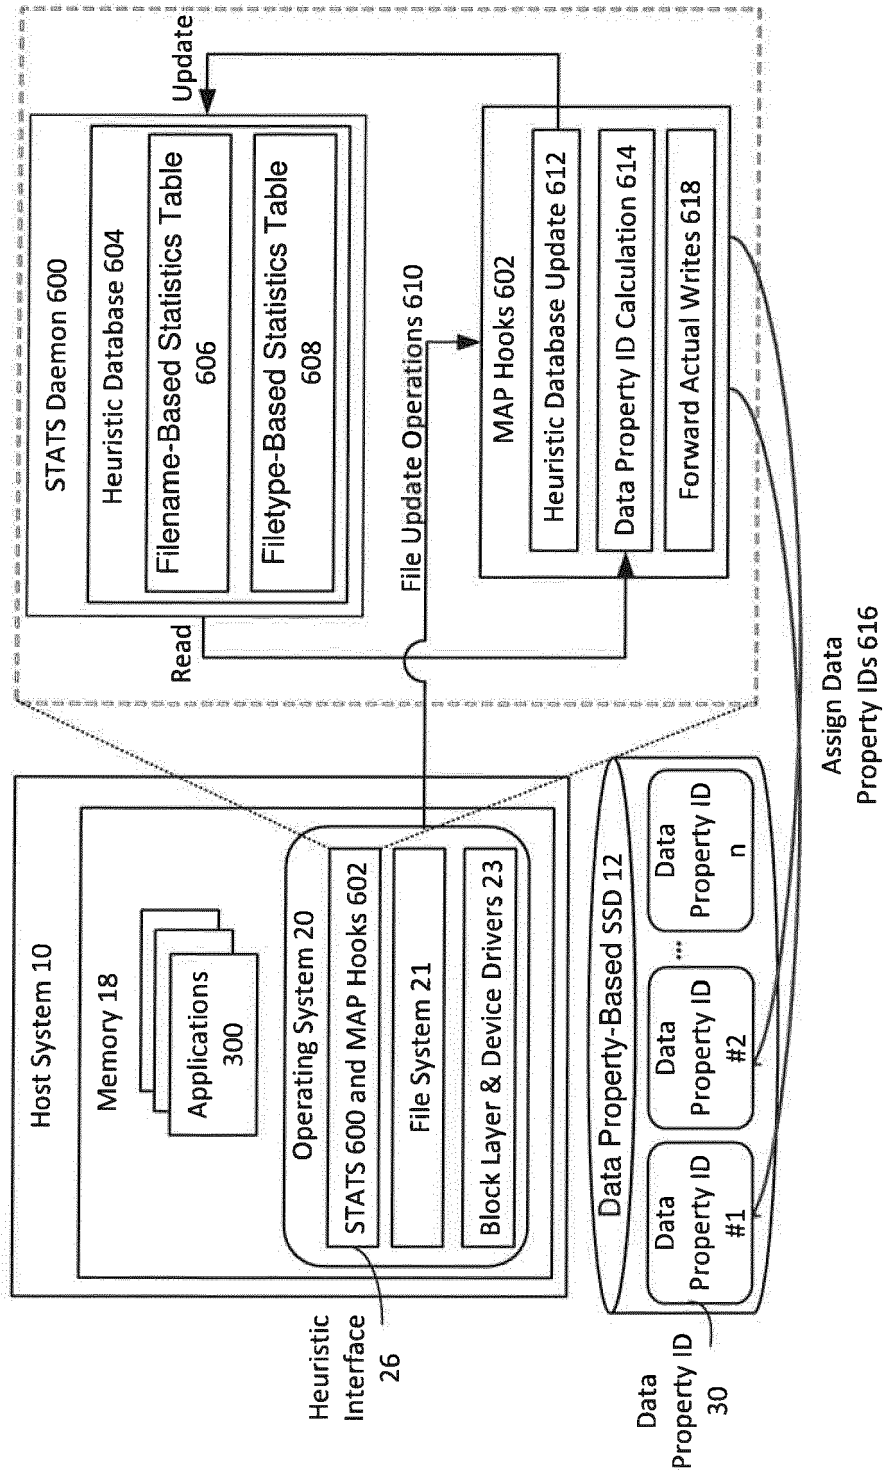 Host System 10
Memory 18
Applications
300
Operating System 20
STATS 600 and MAP Hooks 602
File System 21
Block Layer & Device Drivers 23
Heuristic
Interface
26
Data Property-Based SSD 12
Data
Property ID
#1
Data
Property ID
#2
...
Data
Property ID
n
Data
Property ID
30
STATS Daemon 600
Heuristic Database 604
Filename-Based Statistics Table
606
Filetype-Based Statistics Table
608
Read
Update
File Update Operations 610
MAP Hooks 602
Heuristic Database Update 612
Data Property ID Calculation 614
Forward Actual Writes 618
Assign Data
Property IDs 616